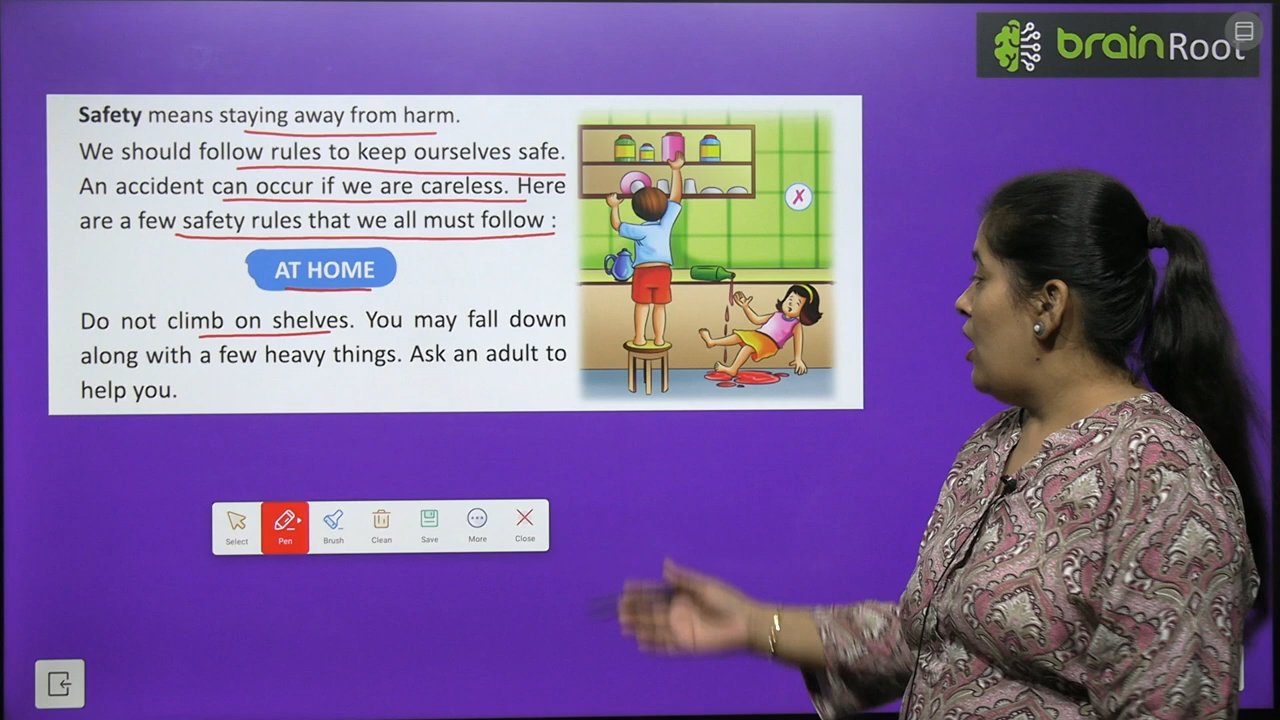 brainRoot
Safety means staying away from harm.
We should follow rules to keep ourselves safe.
An accident can occur if we are careless. Here
are a few safety rules that we all must follow :
AT HOME
Do not climb on shelves. You may fall down
along with a few heavy things. Ask an adult to
help you.
✗
Select Pen Brush Clean Save More Close